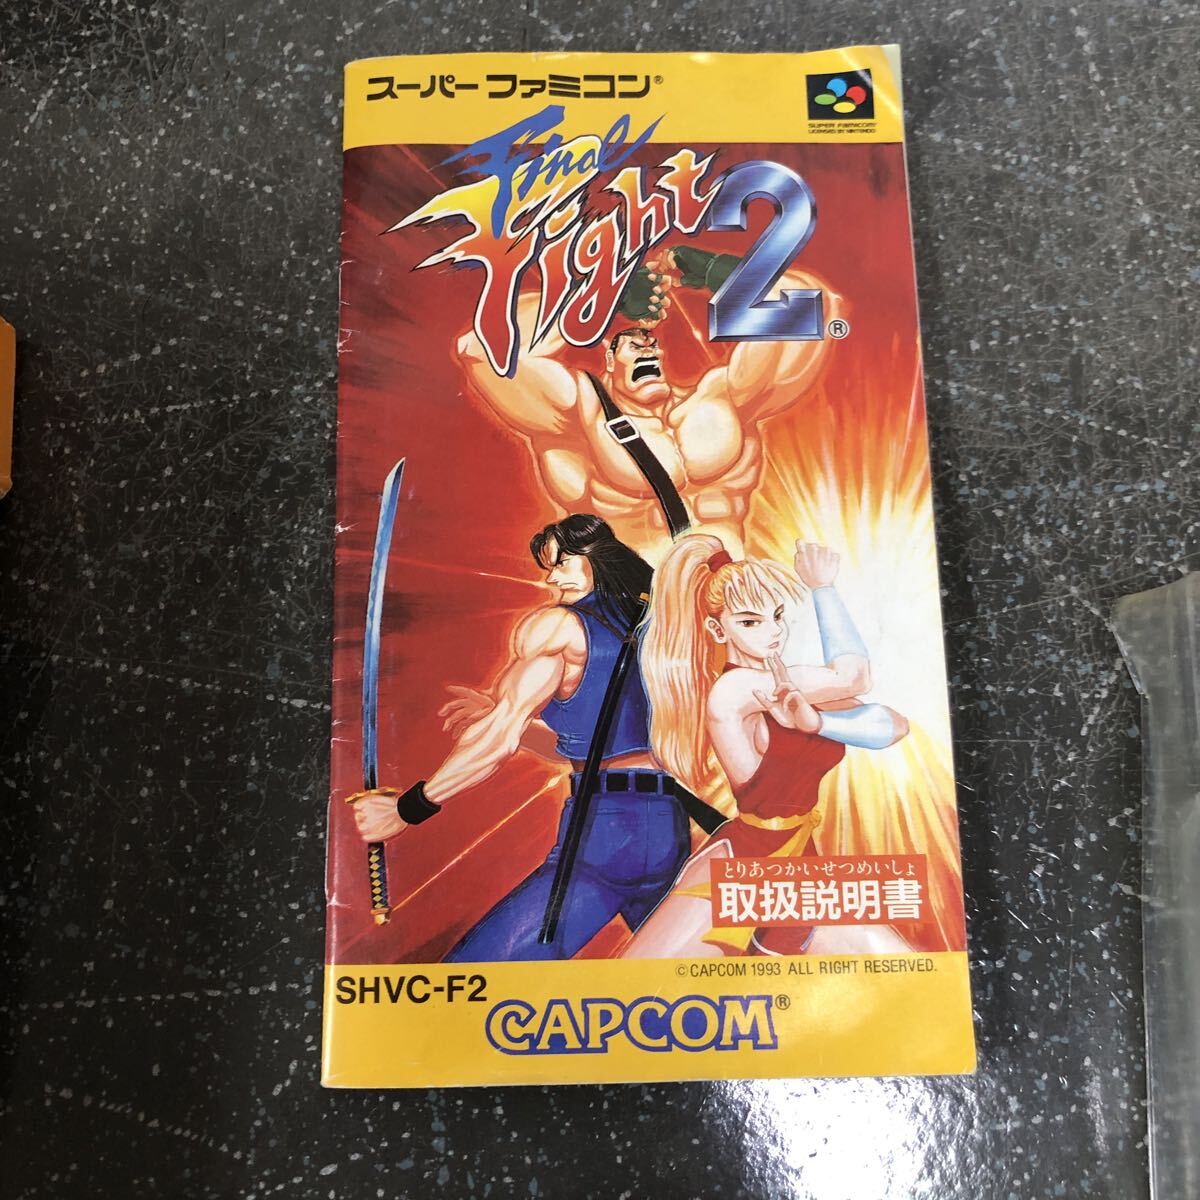 スーパーファミコン®
SUPER FAMICOM
LICENSED BY NINTENDO
Final
Fight 2®
とりあつかいせつめいしょ
取扱説明書
©CAPCOM 1993 ALL RIGHT RESERVED.
SHVC-F2
CAPCOM®